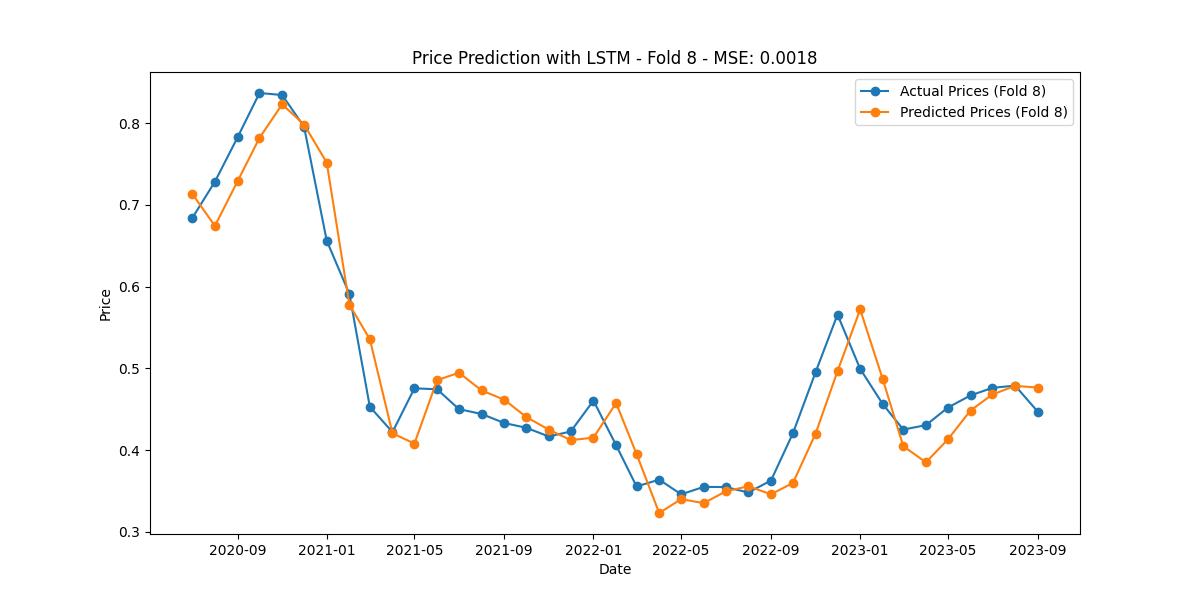 Price Prediction with LSTM - Fold 8 - MSE: 0.0018
Actual Prices (Fold 8)
Predicted Prices (Fold 8)
Price
0.8
0.7
0.6
0.5
0.4
0.3
2020-09 2021-01 2021-05 2021-09 2022-01 2022-05 2022-09 2023-01 2023-05 2023-09
Date